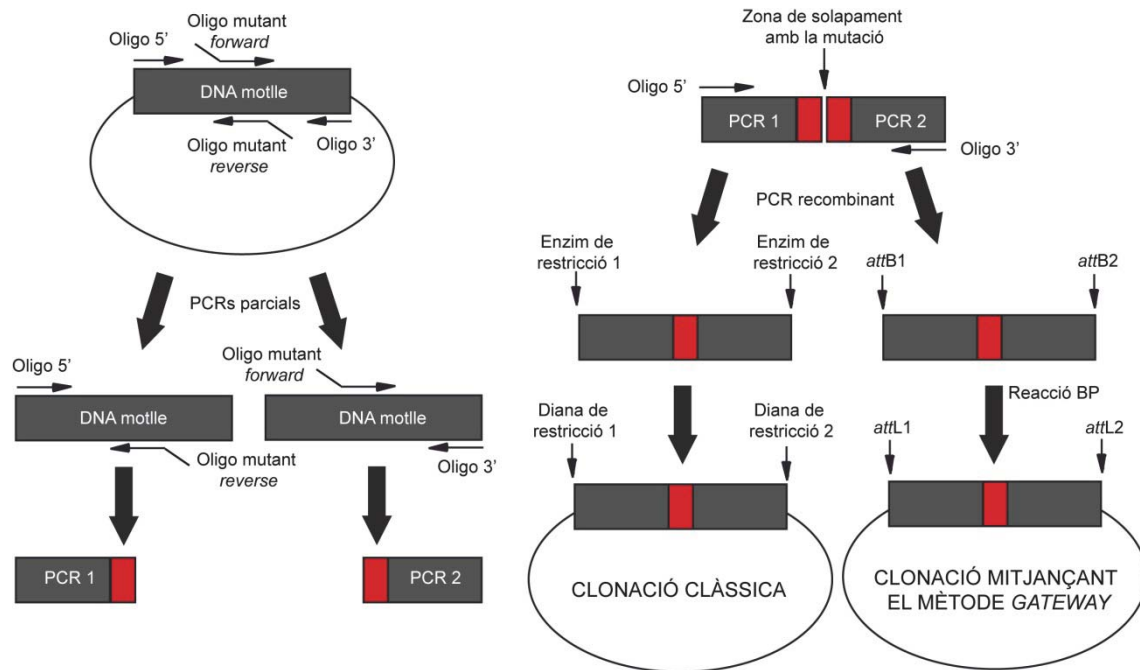 Oligo mutant
forward
Oligo 5’
DNA motlle
Oligo mutant
reverse
Oligo 3’
PCRs parcials
Oligo 5’
DNA motlle
Oligo mutant
reverse
PCR 1
Oligo mutant
forward
DNA motlle
Oligo 3’
PCR 2
Zona de solapament
amb la mutació
Oligo 5’
PCR 1
PCR 2
Oligo 3’
PCR recombinant
Enzim de
restricció 1
Enzim de
restricció 2
attB1
attB2
Reacció BP
Diana de
restricció 1
Diana de
restricció 2
attL1
attL2
CLONACIÓ CLÀSSICA
CLONACIÓ MITJANÇANT
EL MÈTODE GATEWAY